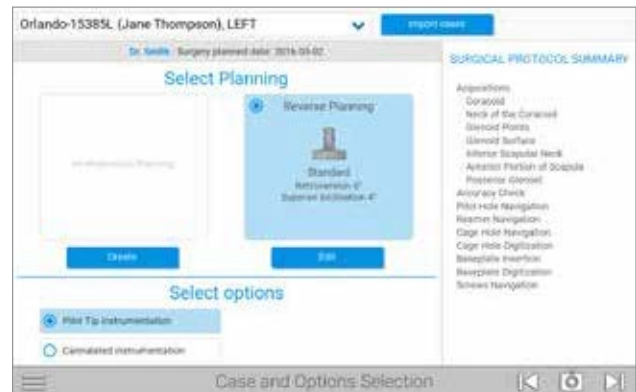 Orlando-15385L (Jane Thompson), LEFT
Import cases
Dr. Smith Surgery planned date: 2016-03-02
Select Planning
Reverse Planning
Standard
Retroversion 6°
Superior Inclination 4°
Create
Edit
Select options
Pilot Tip instrumentation
Cannulated instrumentation
SURGICAL PROTOCOL SUMMARY
Acquisitions
Coracoid
Neck of the Coracoid
Glenoid Points
Glenoid Surface
Inferior Scapular Neck
Anterior Portion of Scapula
Posterior Glenoid
Accuracy Check
Pilot Hole Navigation
Reamer Navigation
Cage Hole Navigation
Cage Hole Digitization
Baseplate Insertion
Baseplate Digitization
Screws Navigation
Case and Options Selection